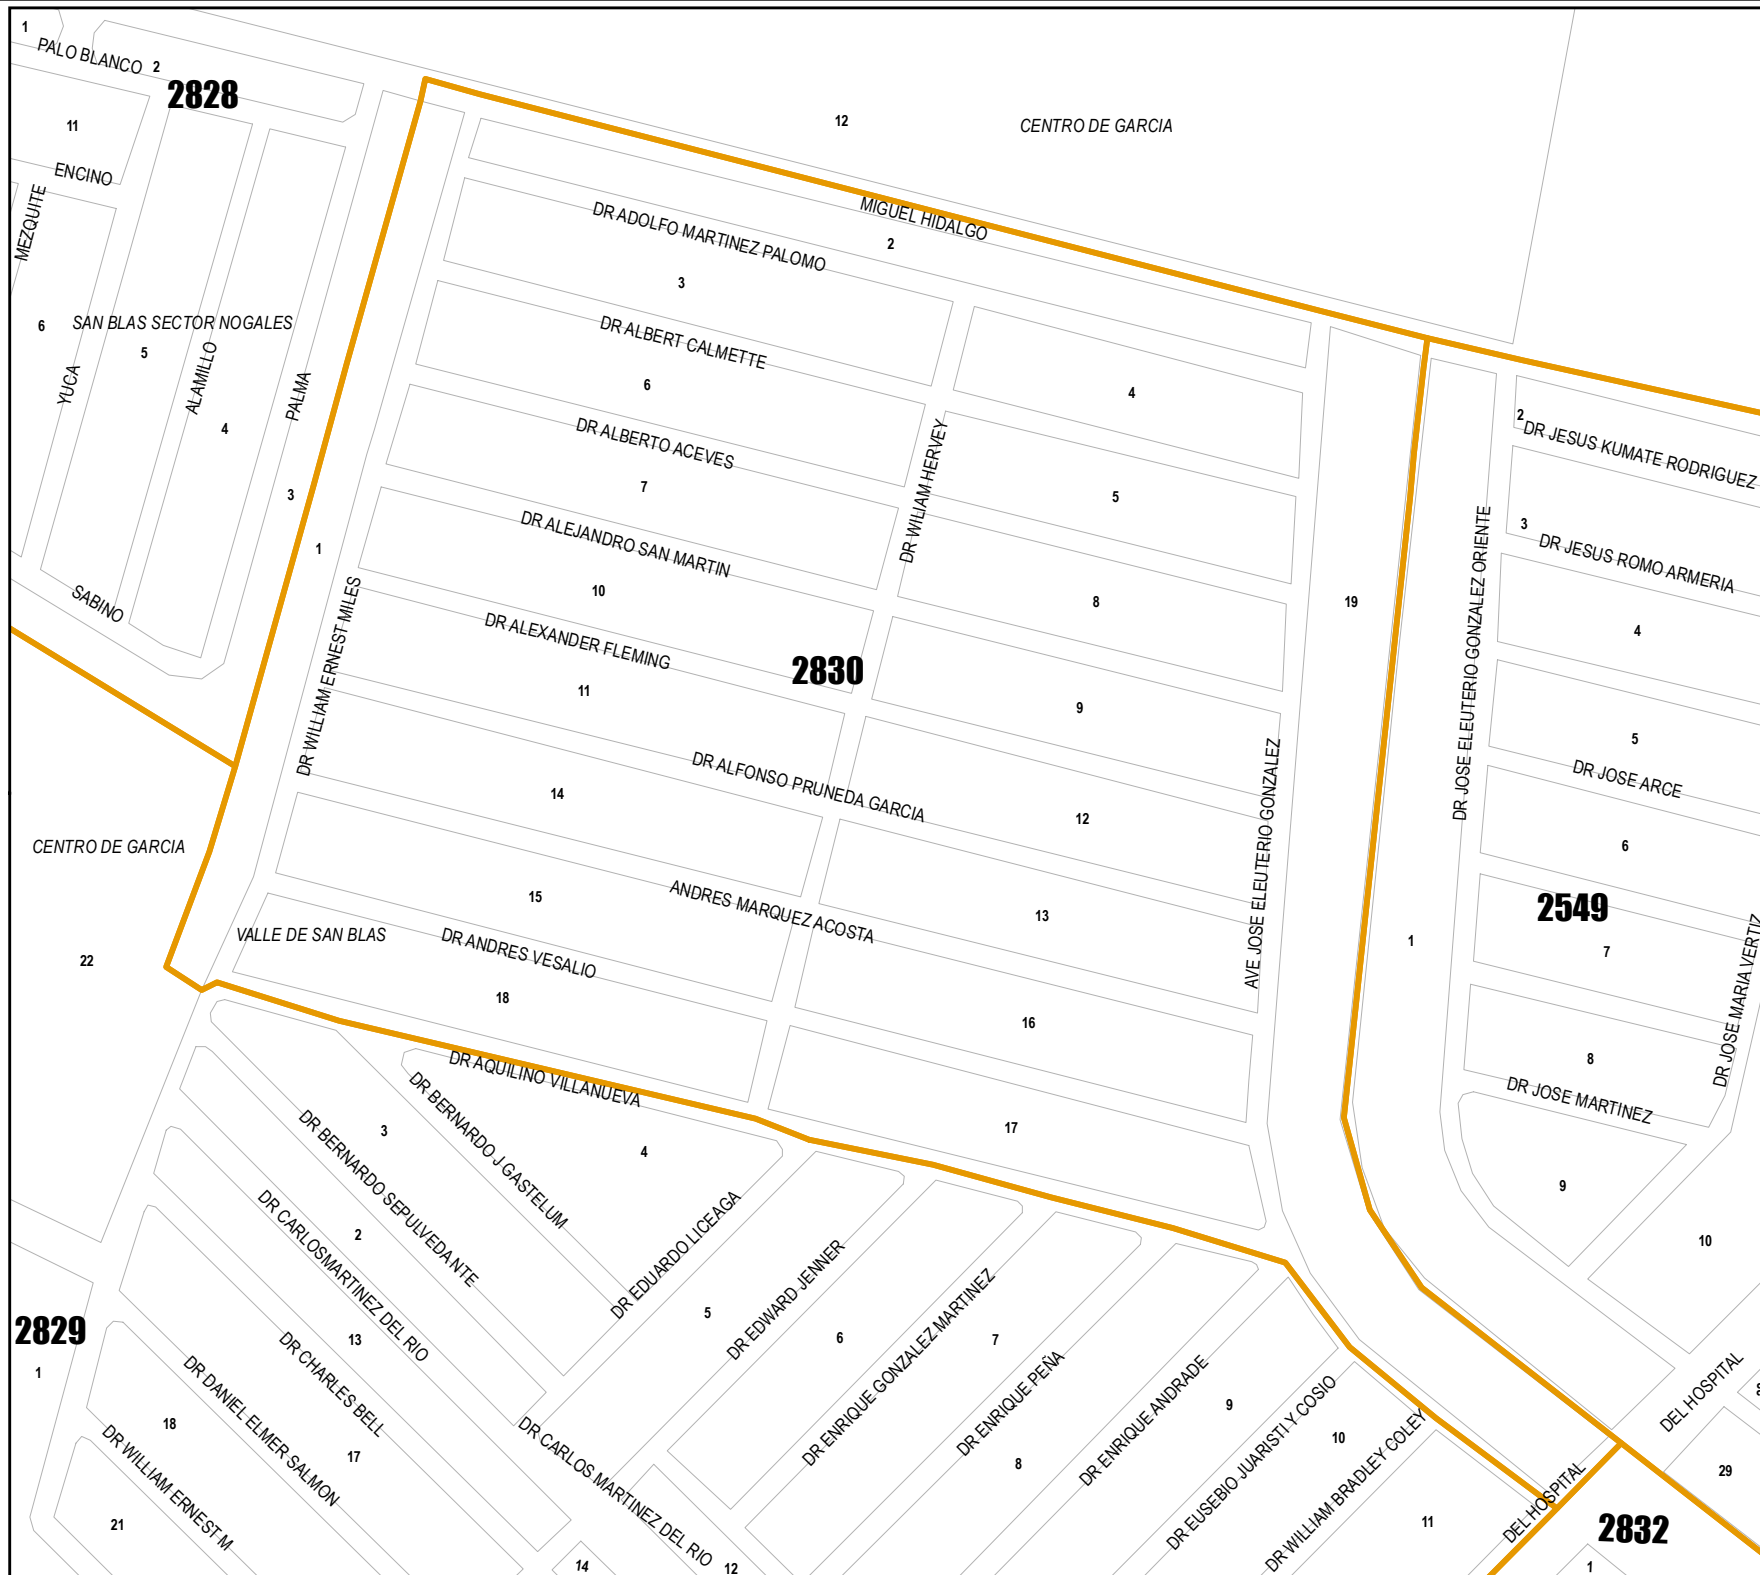 1
PALO BLANCO
2
2828
11
ENCINO
MEZQUITE
6
SAN BLAS SECTOR NOGALES
5
YUCA
ALAMILLO
4
PALMA
3
SABINO
12
CENTRO DE GARCIA
MIGUEL HIDALGO
2
DR ADOLFO MARTINEZ PALOMO
3
DR ALBERT CALMETTE
4
6
DR ALBERTO ACEVES
DR WILIAM HERVEY
5
7
1
DR ALEJANDRO SAN MARTIN
10
8
19
DR WILLIAM ERNEST MILES
DR ALEXANDER FLEMING
2830
11
9
DR ALFONSO PRUNEDA GARCIA
14
12
AVE JOSE ELEUTERIO GONZALEZ
15
ANDRES MARQUEZ ACOSTA
13
VALLE DE SAN BLAS
DR ANDRES VESALIO
18
16
17
CENTRO DE GARCIA
22
2
DR JESUS KUMATE RODRIGUEZ
3
DR JESUS ROMO ARMERIA
DR JOSE ELEUTERIO GONZALEZ ORIENTE
4
5
DR JOSE ARCE
6
2549
1
7
DR JOSE MARIA VERTIZ
8
DR JOSE MARTINEZ
9
10
DR AQUILINO VILLANUEVA
DR BERNARDO J GASTELUM
3
4
DR BERNARDO SEPULVEDA NTE
2
DR CARLOSMARTINEZ DEL RIO
DR EDUARDO LICEAGA
13
5
DR EDWARD JENNER
6
DR ENRIQUE GONZALEZ MARTINEZ
7
2829
1
DR CHARLES BELL
DR DANIEL ELMER SALMON
18
17
DR WILLIAM ERNEST M
21
DR CARLOS MARTINEZ DEL RIO
14
12
DR ENRIQUE PEÑA
8
DR ENRIQUE ANDRADE
9
DR EUSEBIO JUARISTI Y COSIO
10
DR WILLIAM BRADLEY COLEY
11
DEL HOSPITAL
DEL HOSPITAL
29
2832
1